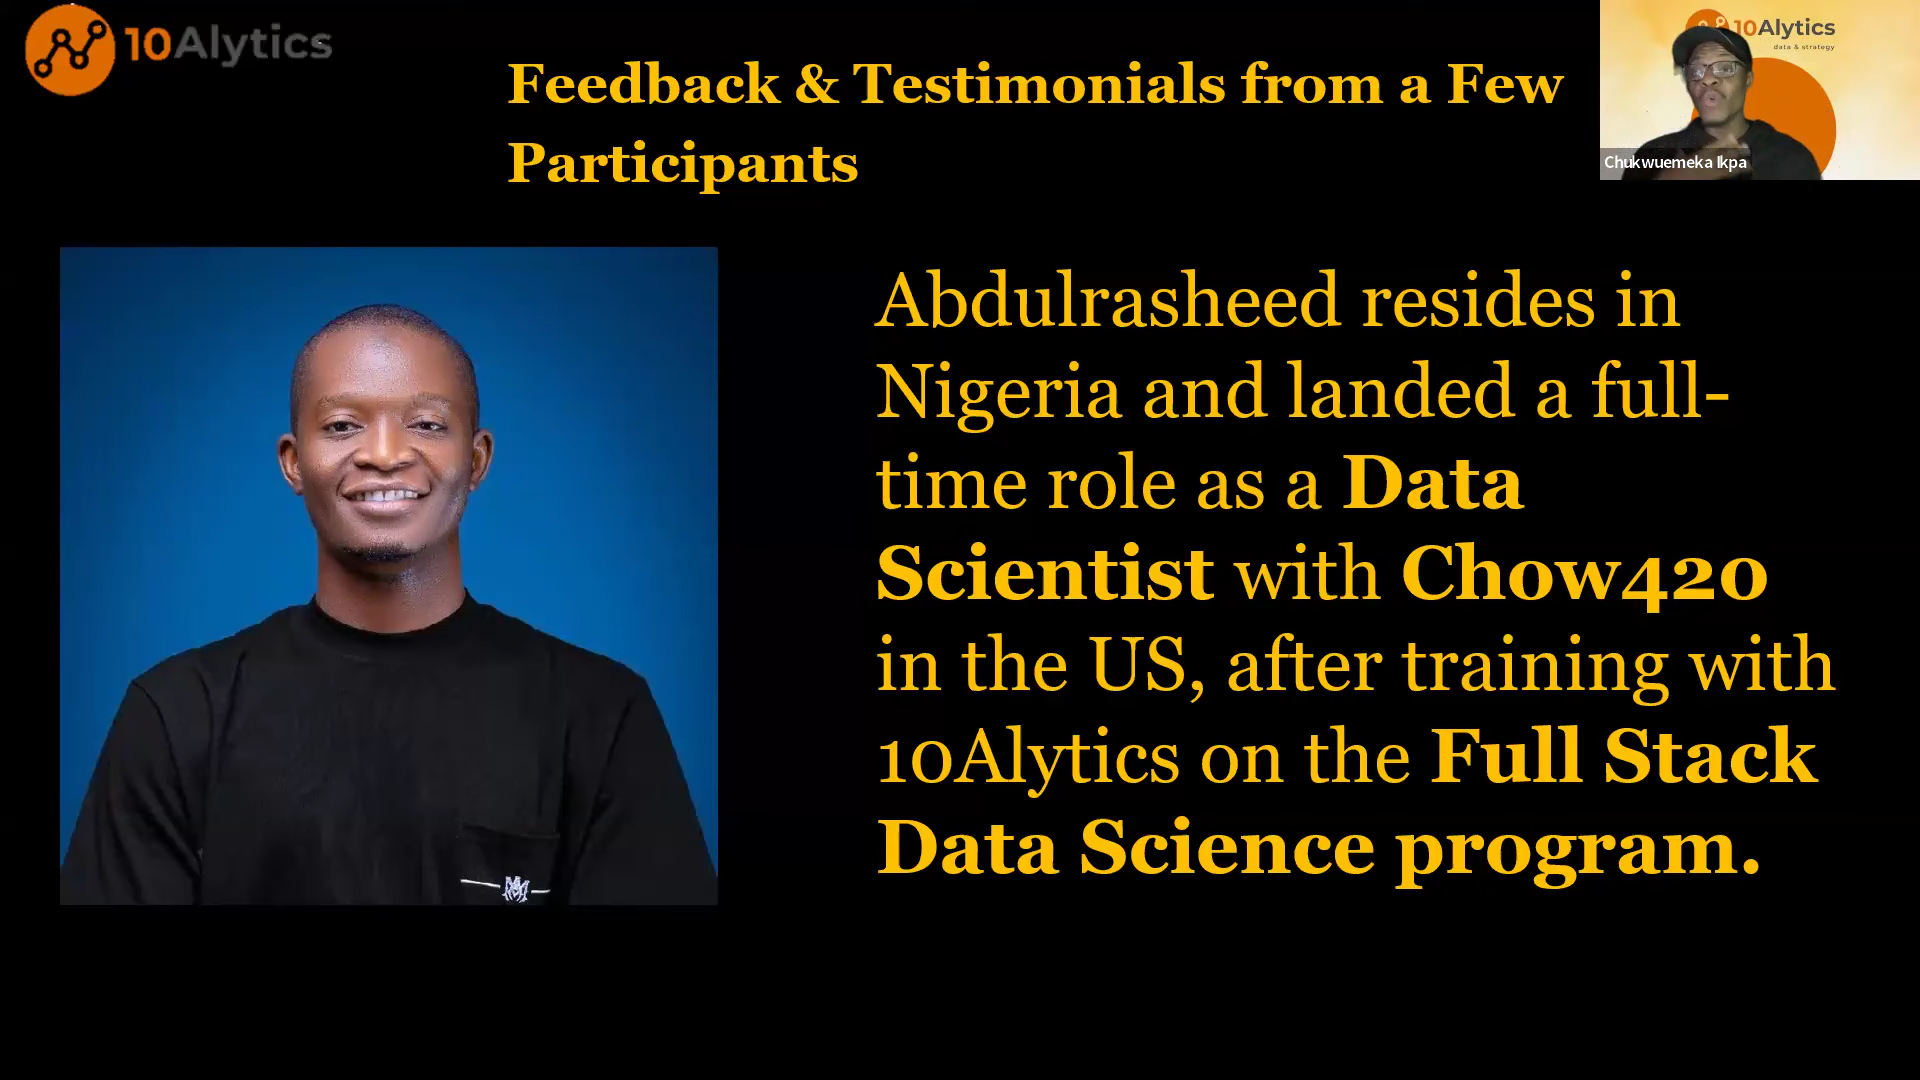 10Alytics
Feedback & Testimonials from a Few
Participants
10Alytics
data & strategy
Chukwuemeka Ikpa
Abdulrasheed resides in
Nigeria and landed a full-
time role as a Data
Scientist with Chow420
in the US, after training with
10Alytics on the Full Stack
Data Science program.